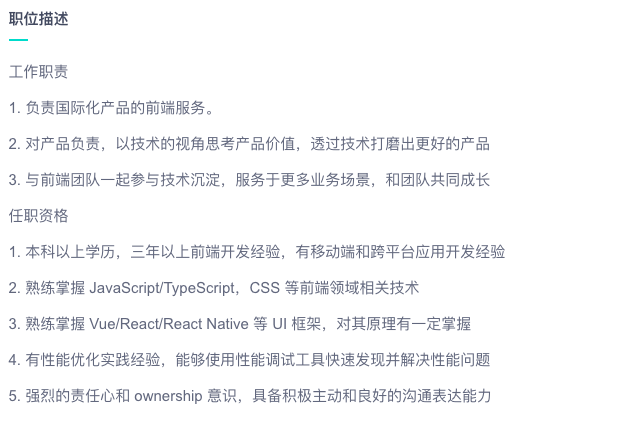 职位描述
工作职责
1. 负责国际化产品的前端服务。
2. 对产品负责，以技术的视角思考产品价值，透过技术打磨出更好的产品
3. 与前端团队一起参与技术沉淀，服务于更多业务场景，和团队共同成长
任职资格
1. 本科以上学历，三年以上前端开发经验，有移动端和跨平台应用开发经验
2. 熟练掌握 JavaScript/TypeScript，CSS 等前端领域相关技术
3. 熟练掌握 Vue/React/React Native 等 UI 框架，对其原理有一定掌握
4. 有性能优化实践经验，能够使用性能调试工具快速发现并解决性能问题
5. 强烈的责任心和 ownership 意识，具备积极主动和良好的沟通表达能力